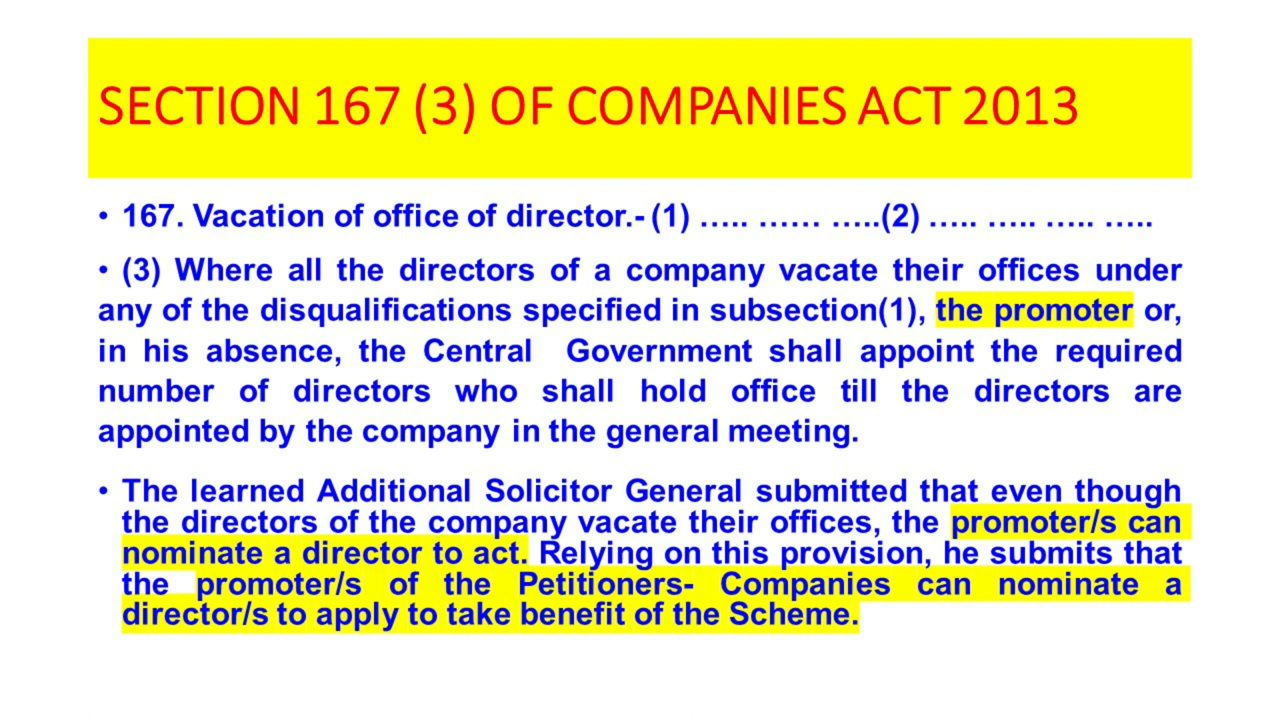 SECTION 167 (3) OF COMPANIES ACT 2013
• 167. Vacation of office of director.- (1) ….. …… …..(2) ….. ….. ….. …..
• (3) Where all the directors of a company vacate their offices under
any of the disqualifications specified in subsection(1), the promoter or,
in his absence, the Central Government shall appoint the required
number of directors who shall hold office till the directors are
appointed by the company in the general meeting.
• The learned Additional Solicitor General submitted that even though
the directors of the company vacate their offices, the promoter/s can
nominate a director to act. Relying on this provision, he submits that
the promoter/s of the Petitioners- Companies can nominate a
director/s to apply to take benefit of the Scheme.